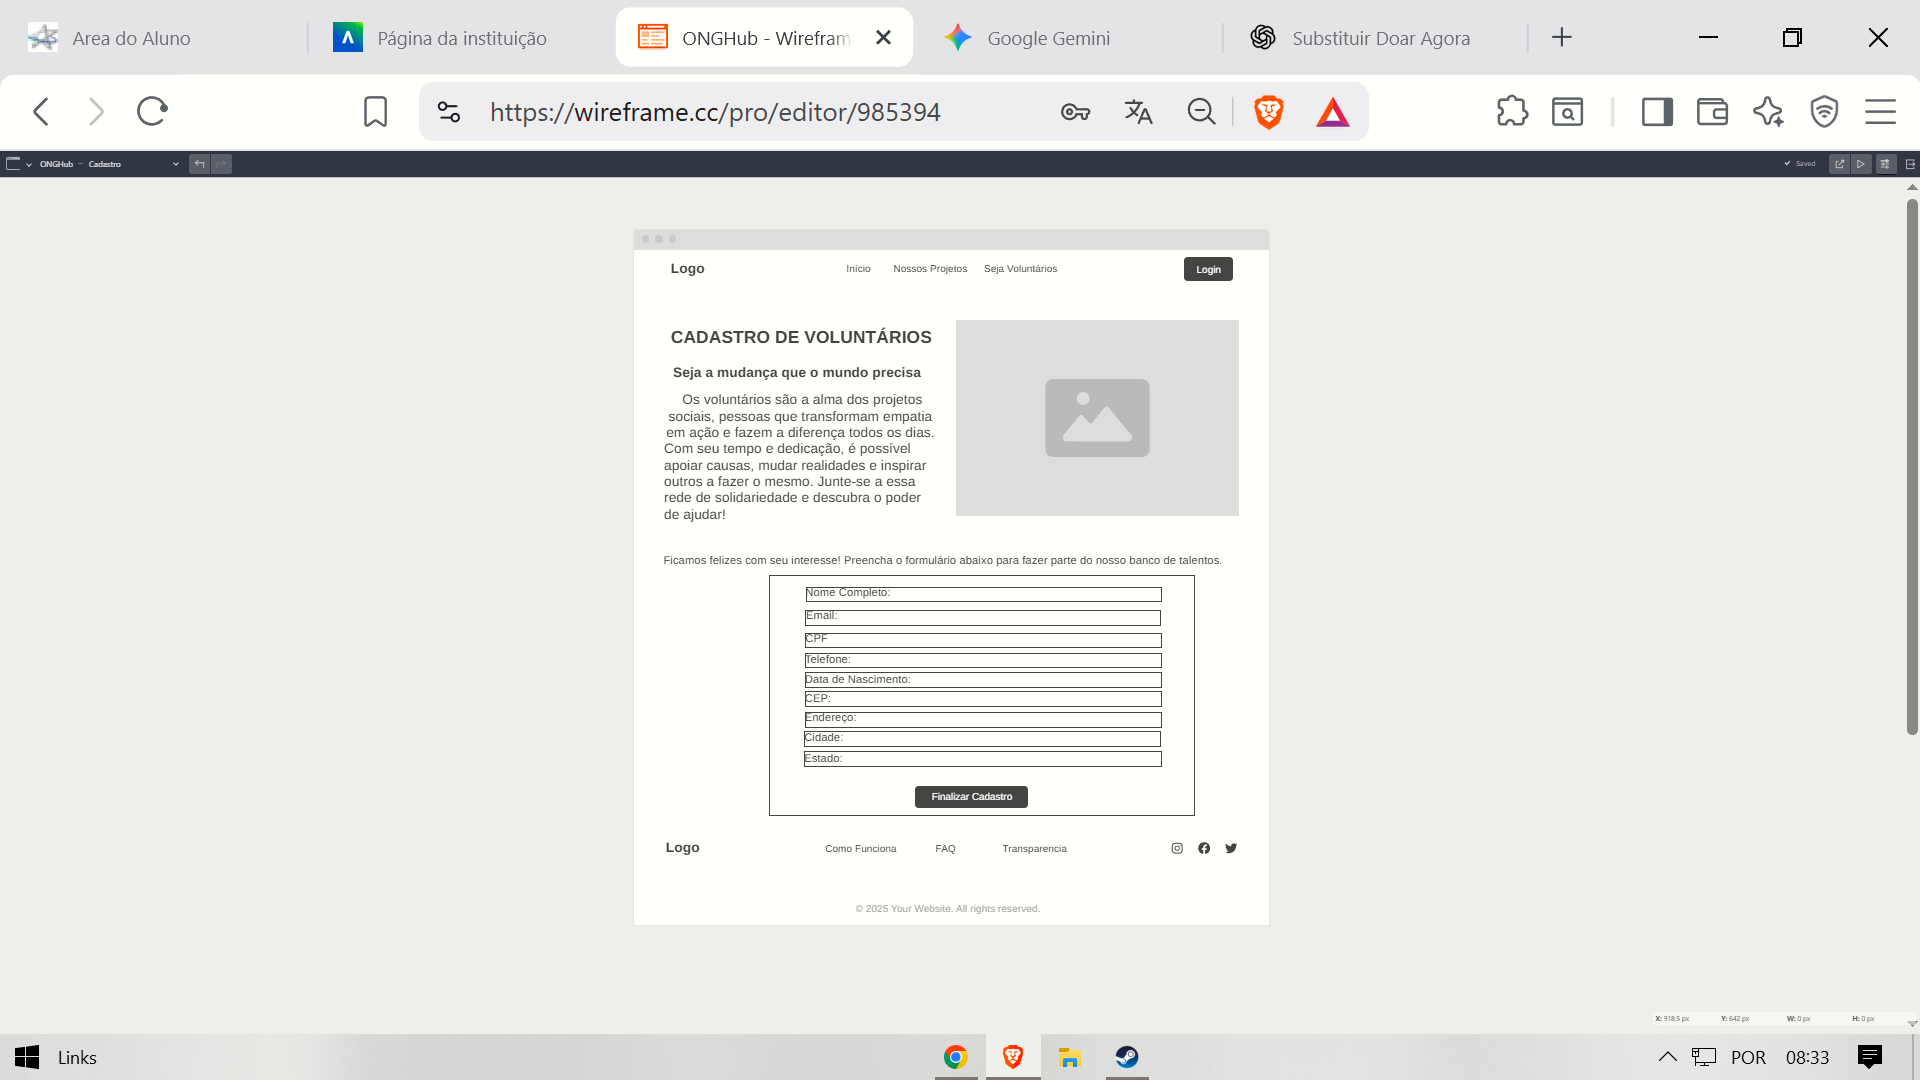 Area do Aluno
Página da instituição
ONGHub - Wirefram
Google Gemini
Substituir Doar Agora
https://wireframe.cc/pro/editor/985394
ONGHub – Cadastro
Saved
Logo
Início
Nossos Projetos
Seja Voluntários
Login
CADASTRO DE VOLUNTÁRIOS
Seja a mudança que o mundo precisa
Os voluntários são a alma dos projetos
sociais, pessoas que transformam empatia
em ação e fazem a diferença todos os dias.
Com seu tempo e dedicação, é possível
apoiar causas, mudar realidades e inspirar
outros a fazer o mesmo. Junte-se a essa
rede de solidariedade e descubra o poder
de ajudar!
Ficamos felizes com seu interesse! Preencha o formulário abaixo para fazer parte do nosso banco de talentos.
Nome Completo:
Email:
CPF
Telefone:
Data de Nascimento:
CEP:
Endereço:
Cidade:
Estado:
Finalizar Cadastro
Logo
Como Funciona
FAQ
Transparencia
© 2025 Your Website. All rights reserved.
X: 918.5 px Y: 642 px W: 0 px H: 0 px
Links
POR
08:33